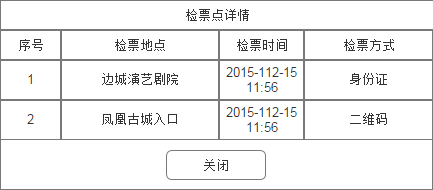 检票点详情
序号 检票地点 检票时间 检票方式
1 边城演艺剧院 2015-112-15 11:56 身份证
2 凤凰古城入口 2015-112-15 11:56 二维码
关闭